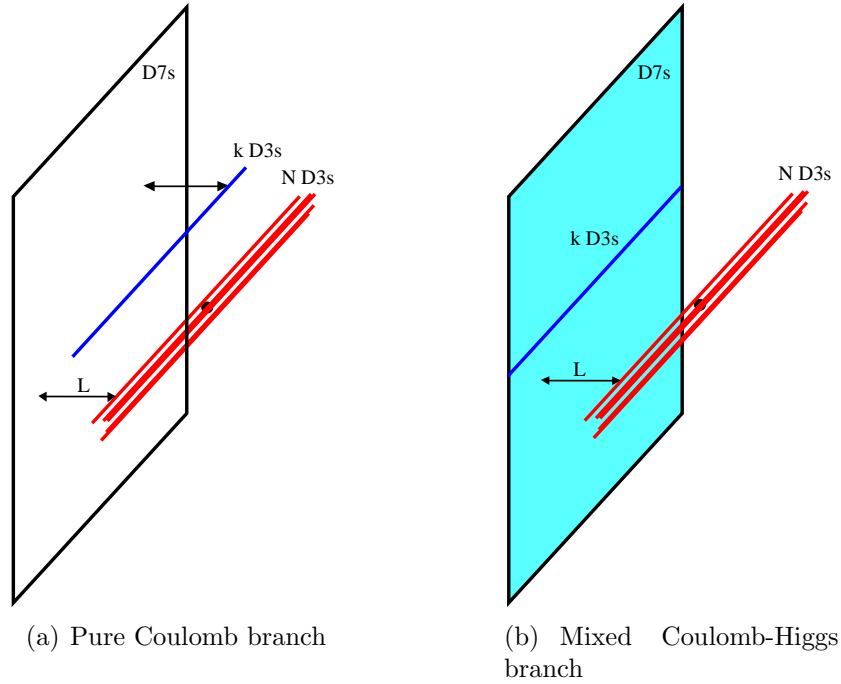 D7s
k D3s
N D3s
L
(a) Pure Coulomb branch
D7s
N D3s
k D3s
L
(b) Mixed Coulomb-Higgs
branch